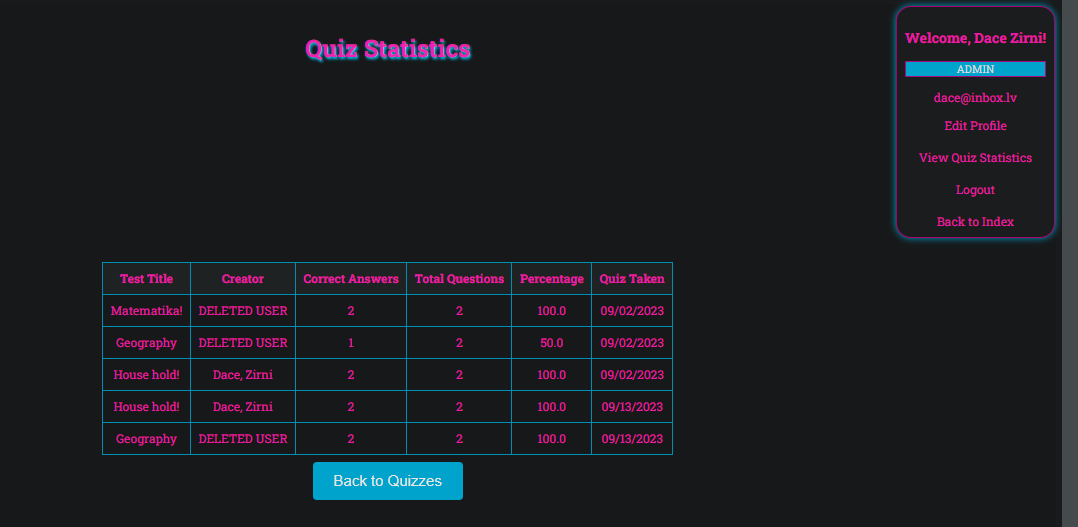 Quiz Statistics
Welcome, Dace Zirni!
ADMIN
dace@inbox.lv
Edit Profile
View Quiz Statistics
Logout
Back to Index
Test Title Creator Correct Answers Total Questions Percentage Quiz Taken
Matematika! DELETED USER 2 2 100.0 09/02/2023
Geography DELETED USER 1 2 50.0 09/02/2023
House hold! Dace, Zirni 2 2 100.0 09/02/2023
House hold! Dace, Zirni 2 2 100.0 09/13/2023
Geography DELETED USER 2 2 100.0 09/13/2023
Back to Quizzes